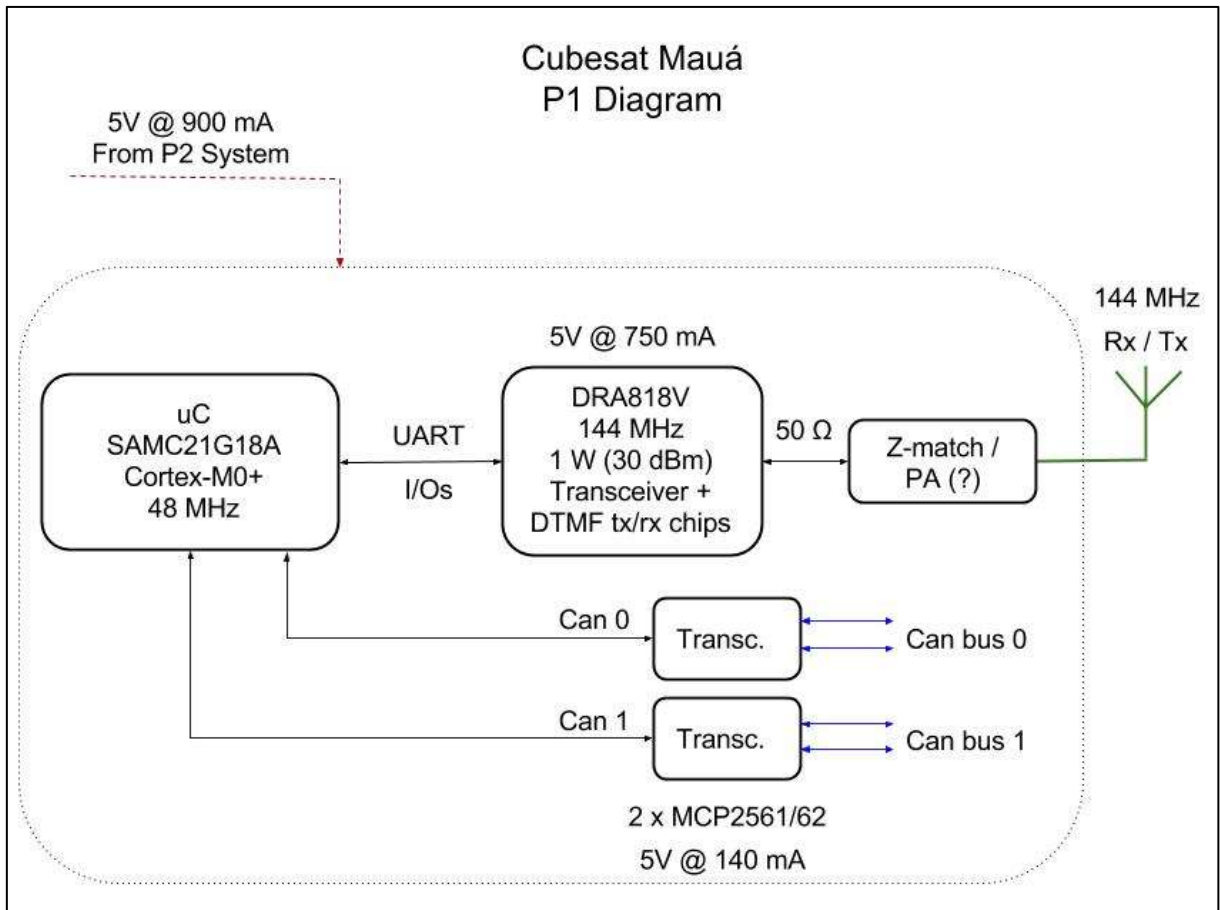 Cubesat Mauá
P1 Diagram
5V @ 900 mA
From P2 System
144 MHz
Rx / Tx
5V @ 750 mA
uC
SAMC21G18A
Cortex-M0+
48 MHz
UART
I/Os
DRA818V
144 MHz
1 W (30 dBm)
Transceiver +
DTMF tx/rx chips
50 Ω
Z-match /
PA (?)
Can 0
Transc.
Can bus 0
Can 1
Transc.
Can bus 1
2 x MCP2561/62
5V @ 140 mA